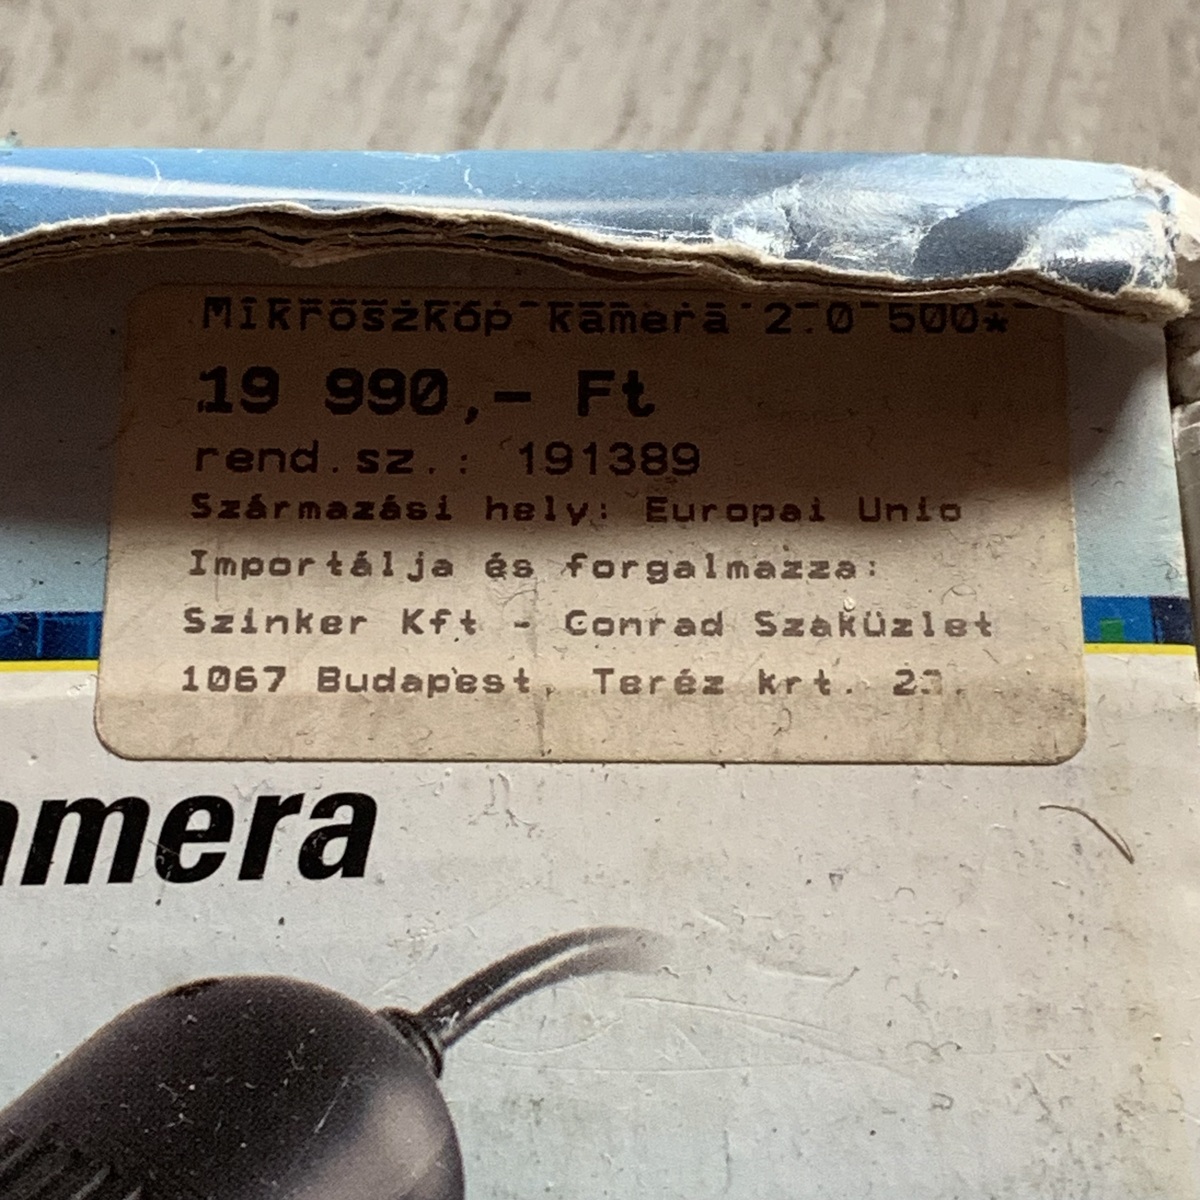 Mikroszkóp kamera 2.0 500*
19 990,- Ft
rend.sz.: 191389
Származási hely: Europai Unio
Importálja és forgalmazza:
Szinker Kft - Conrad Szaküzlet
1067 Budapest, Teréz krt.
amera